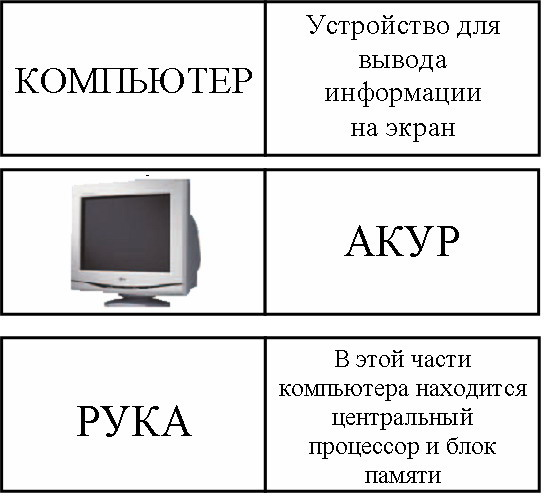 КОМПЬЮТЕР
Устройство для
вывода
информации
на экран
АКУР
РУКА
В этой части
компьютера находится
центральный
процессор и блок
памяти